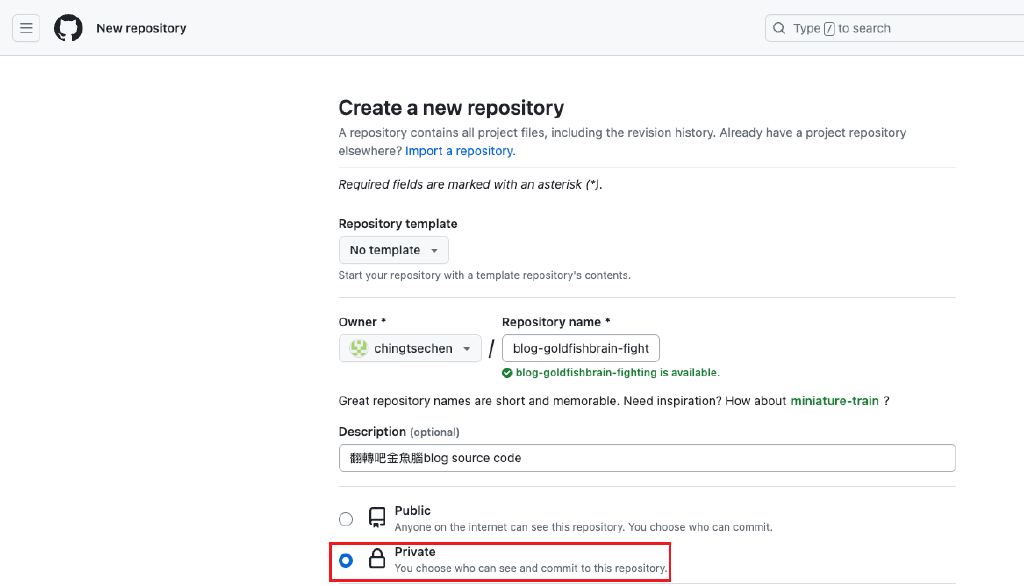 New repository
Type / to search
Create a new repository
A repository contains all project files, including the revision history. Already have a project repository
elsewhere? Import a repository.
Required fields are marked with an asterisk (*).
Repository template
No template
Start your repository with a template repository's contents.
Owner * Repository name *
chingtsechen / blog-goldfishbrain-fight
blog-goldfishbrain-fighting is available.
Great repository names are short and memorable. Need inspiration? How about miniature-train ?
Description (optional)
翻轉吧金魚腦blog source code
Public
Anyone on the internet can see this repository. You choose who can commit.
Private
You choose who can see and commit to this repository.